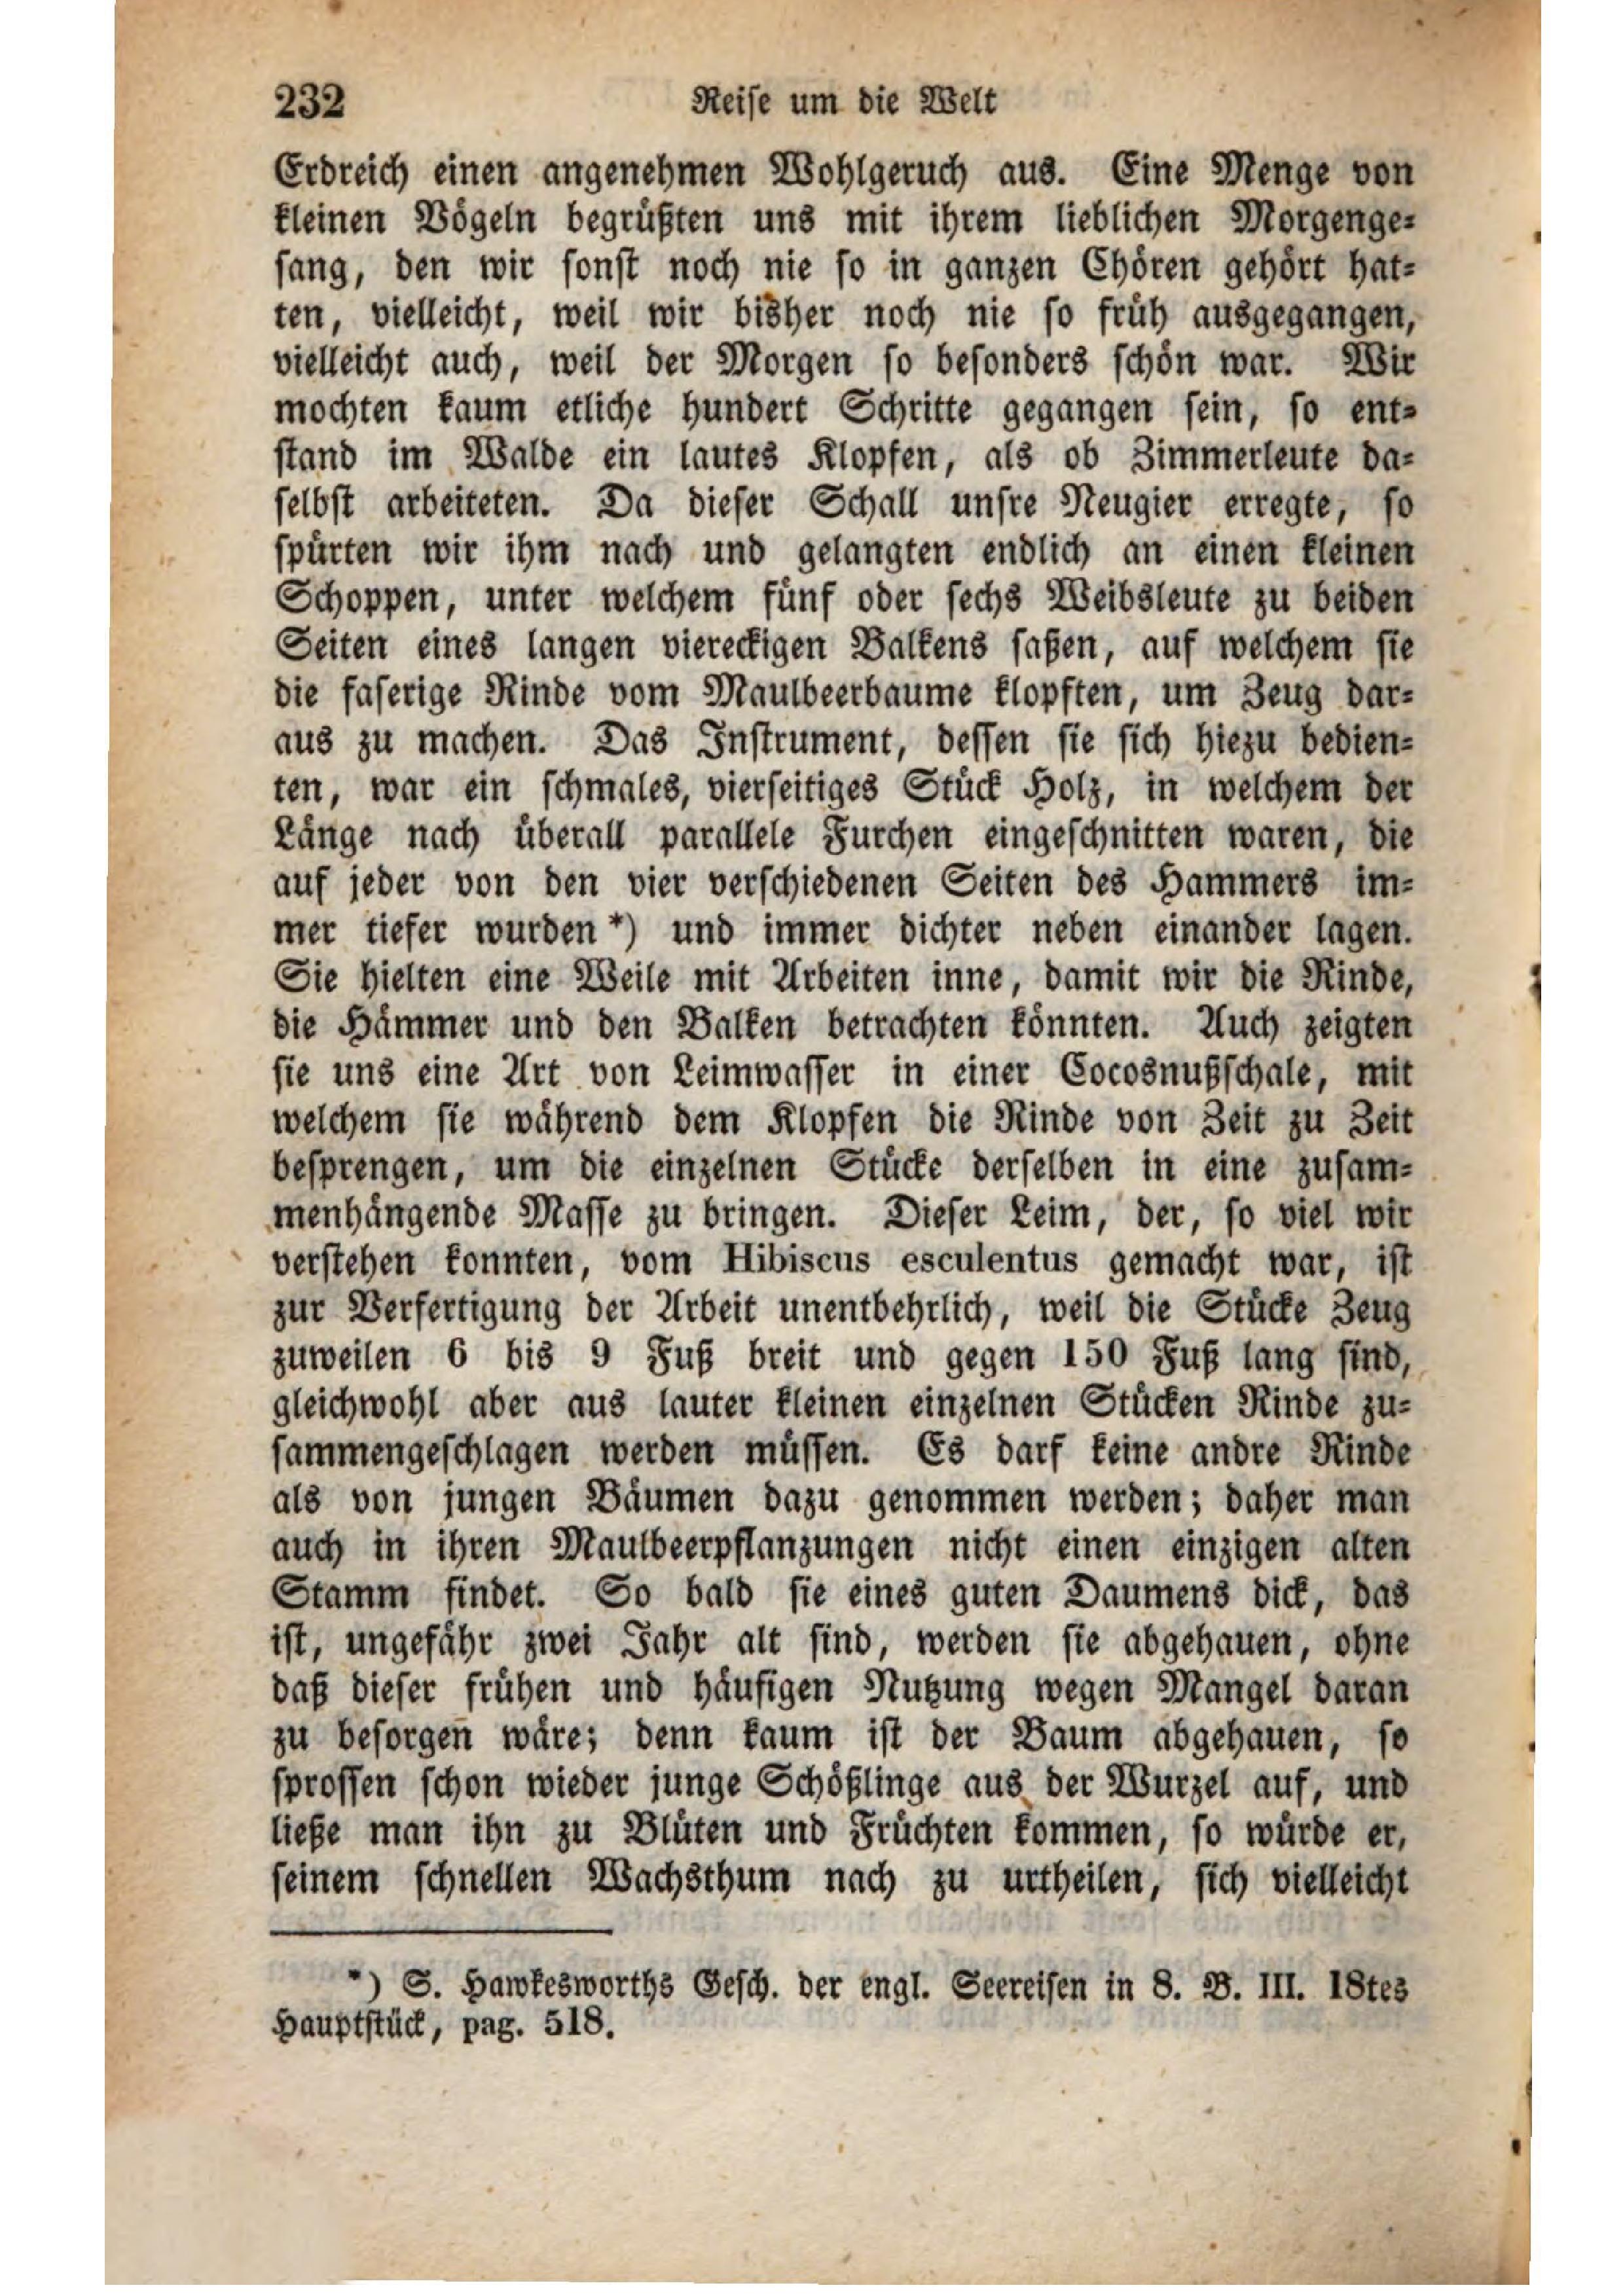 232 Reise um die Welt
Erdreich einen angenehmen Wohlgeruch aus. Eine Menge von
kleinen Vögeln begrüßten uns mit ihrem lieblichen Morgenge-
sang, den wir sonst noch nie so in ganzen Chören gehört hat-
ten, vielleicht, weil wir bisher noch nie so früh ausgegangen,
vielleicht auch, weil der Morgen so besonders schön war. Wir
mochten kaum etliche hundert Schritte gegangen sein, so ent-
stand im Walde ein lautes Klopfen, als ob Zimmerleute da-
selbst arbeiteten. Da dieser Schall unsre Neugier erregte, so
spürten wir ihm nach und gelangten endlich an einen kleinen
Schoppen, unter welchem fünf oder sechs Weibsleute zu beiden
Seiten eines langen viereckigen Balkens saßen, auf welchem sie
die faserige Rinde vom Maulbeerbaume klopften, um Zeug dar-
aus zu machen. Das Instrument, dessen sie sich hiezu bedien-
ten, war ein schmales, vierseitiges Stück Holz, in welchem der
Länge nach überall parallele Furchen eingeschnitten waren, die
auf jeder von den vier verschiedenen Seiten des Hammers im-
mer tiefer wurden *) und immer dichter neben einander lagen.
Sie hielten eine Weile mit Arbeiten inne, damit wir die Rinde,
die Hämmer und den Balken betrachten könnten. Auch zeigten
sie uns eine Art von Leimwasser in einer Cocosnußschale, mit
welchem sie während dem Klopfen die Rinde von Zeit zu Zeit
besprengen, um die einzelnen Stücke derselben in eine zusam-
menhängende Masse zu bringen. Dieser Leim, der, so viel wir
verstehen konnten, vom Hibiscus esculentus gemacht war, ist
zur Verfertigung der Arbeit unentbehrlich, weil die Stücke Zeug
zuweilen 6 bis 9 Fuß breit und gegen 150 Fuß lang sind,
gleichwohl aber aus lauter kleinen einzelnen Stücken Rinde zu-
sammengeschlagen werden müssen. Es darf keine andre Rinde
als von jungen Bäumen dazu genommen werden; daher man
auch in ihren Maulbeerpflanzungen nicht einen einzigen alten
Stamm findet. So bald sie eines guten Daumens dick, das
ist, ungefähr zwei Jahr alt sind, werden sie abgehauen, ohne
daß dieser frühen und häufigen Nutzung wegen Mangel daran
zu besorgen wäre; denn kaum ist der Baum abgehauen, so
sprossen schon wieder junge Schößlinge aus der Wurzel auf, und
ließe man ihn zu Blüten und Früchten kommen, so würde er,
seinem schnellen Wachsthum nach zu urtheilen, sich vielleicht
*) S. Hawkesworths Gesch. der engl. Seereisen in 8. B. III. 18tes
Hauptstück, pag. 518.